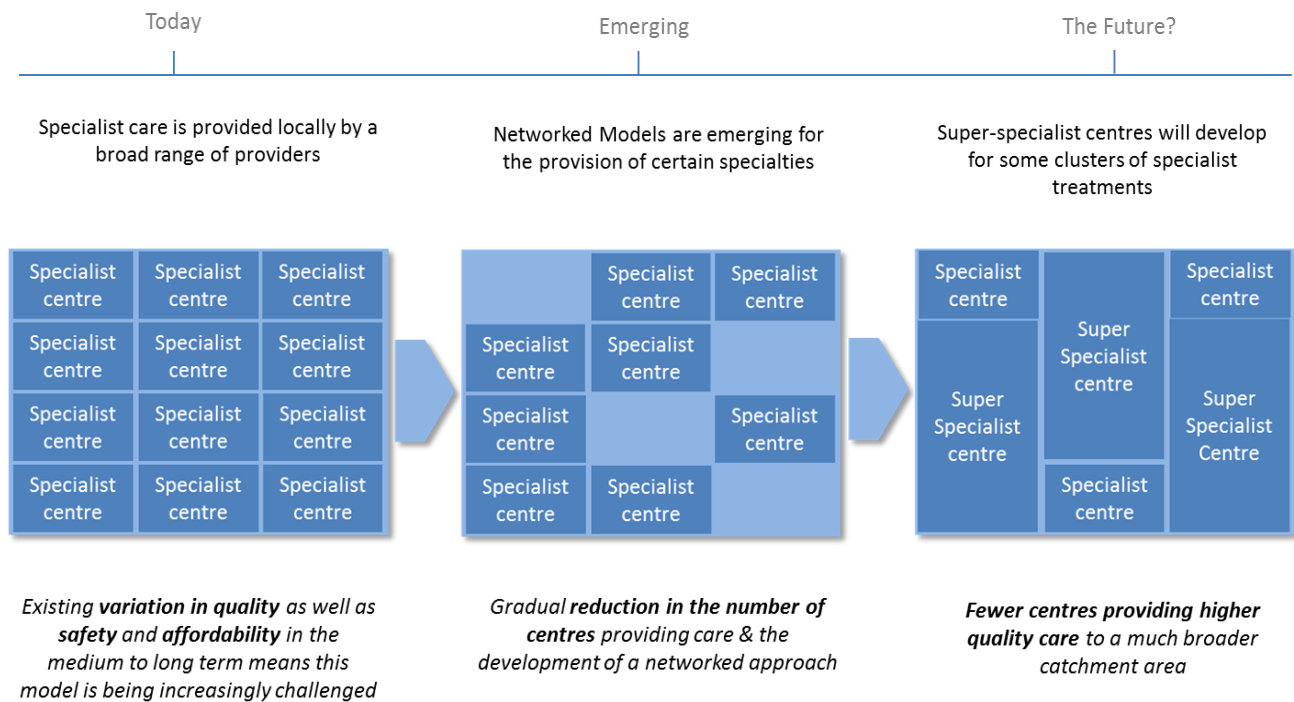 Today
Emerging
The Future?
Specialist care is provided locally by a
broad range of providers
Networked Models are emerging for
the provision of certain specialties
Super-specialist centres will develop
for some clusters of specialist
treatments
Specialist
centre
Specialist
centre
Specialist
centre
Specialist
centre
Specialist
centre
Specialist
centre
Specialist
centre
Specialist
centre
Specialist
centre
Specialist
centre
Specialist
centre
Specialist
centre
Specialist
centre
Specialist
centre
Specialist
centre
Specialist
centre
Specialist
centre
Specialist
centre
Specialist
centre
Specialist
centre
Specialist
centre
Super
Specialist
centre
Specialist
centre
Super
Specialist
centre
Super
Specialist
Centre
Specialist
centre
Existing variation in quality as well as
safety and affordability in the
medium to long term means this
model is being increasingly challenged
Gradual reduction in the number of
centres providing care & the
development of a networked approach
Fewer centres providing higher
quality care to a much broader
catchment area